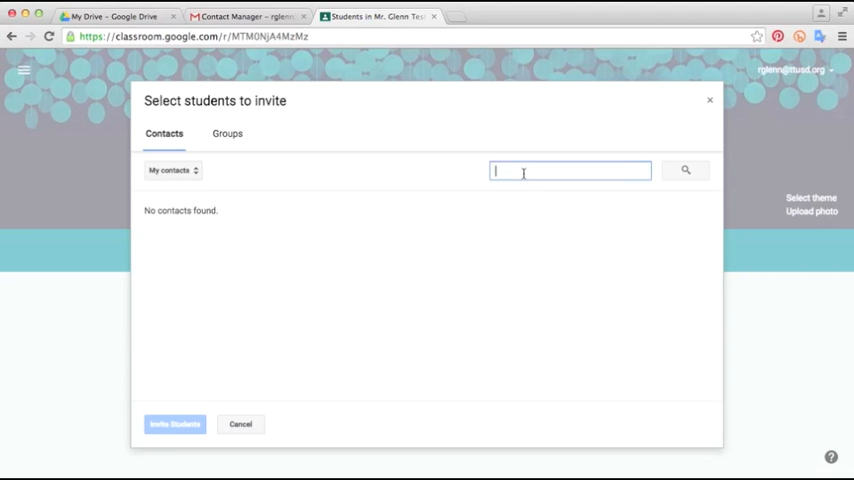 My Drive - Google Drive
Contact Manager - rglenn
Students in Mr. Glenn Tes
https://classroom.google.com/r/MTM0NjA4MzMz
rglenn@ttusd.org
Select students to invite
Contacts Groups
My contacts
No contacts found.
Select theme
Upload photo
Invite Students Cancel